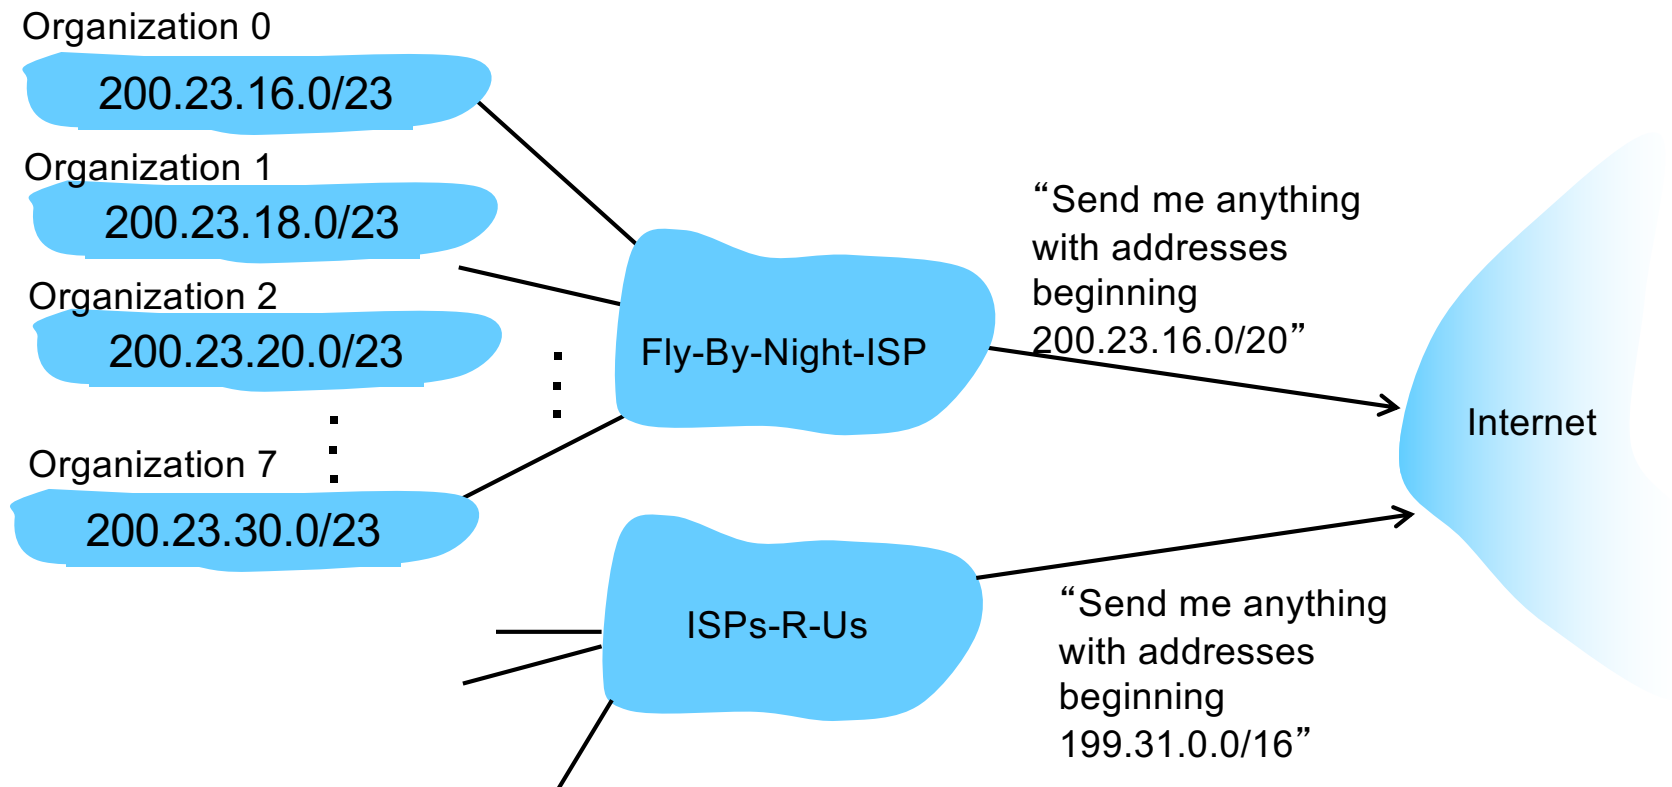 Organization 0
200.23.16.0/23
Organization 1
200.23.18.0/23
Organization 2
200.23.20.0/23
Organization 7
200.23.30.0/23
Fly-By-Night-ISP
“Send me anything
with addresses
beginning
200.23.16.0/20”
Internet
ISPs-R-Us
“Send me anything
with addresses
beginning
199.31.0.0/16”